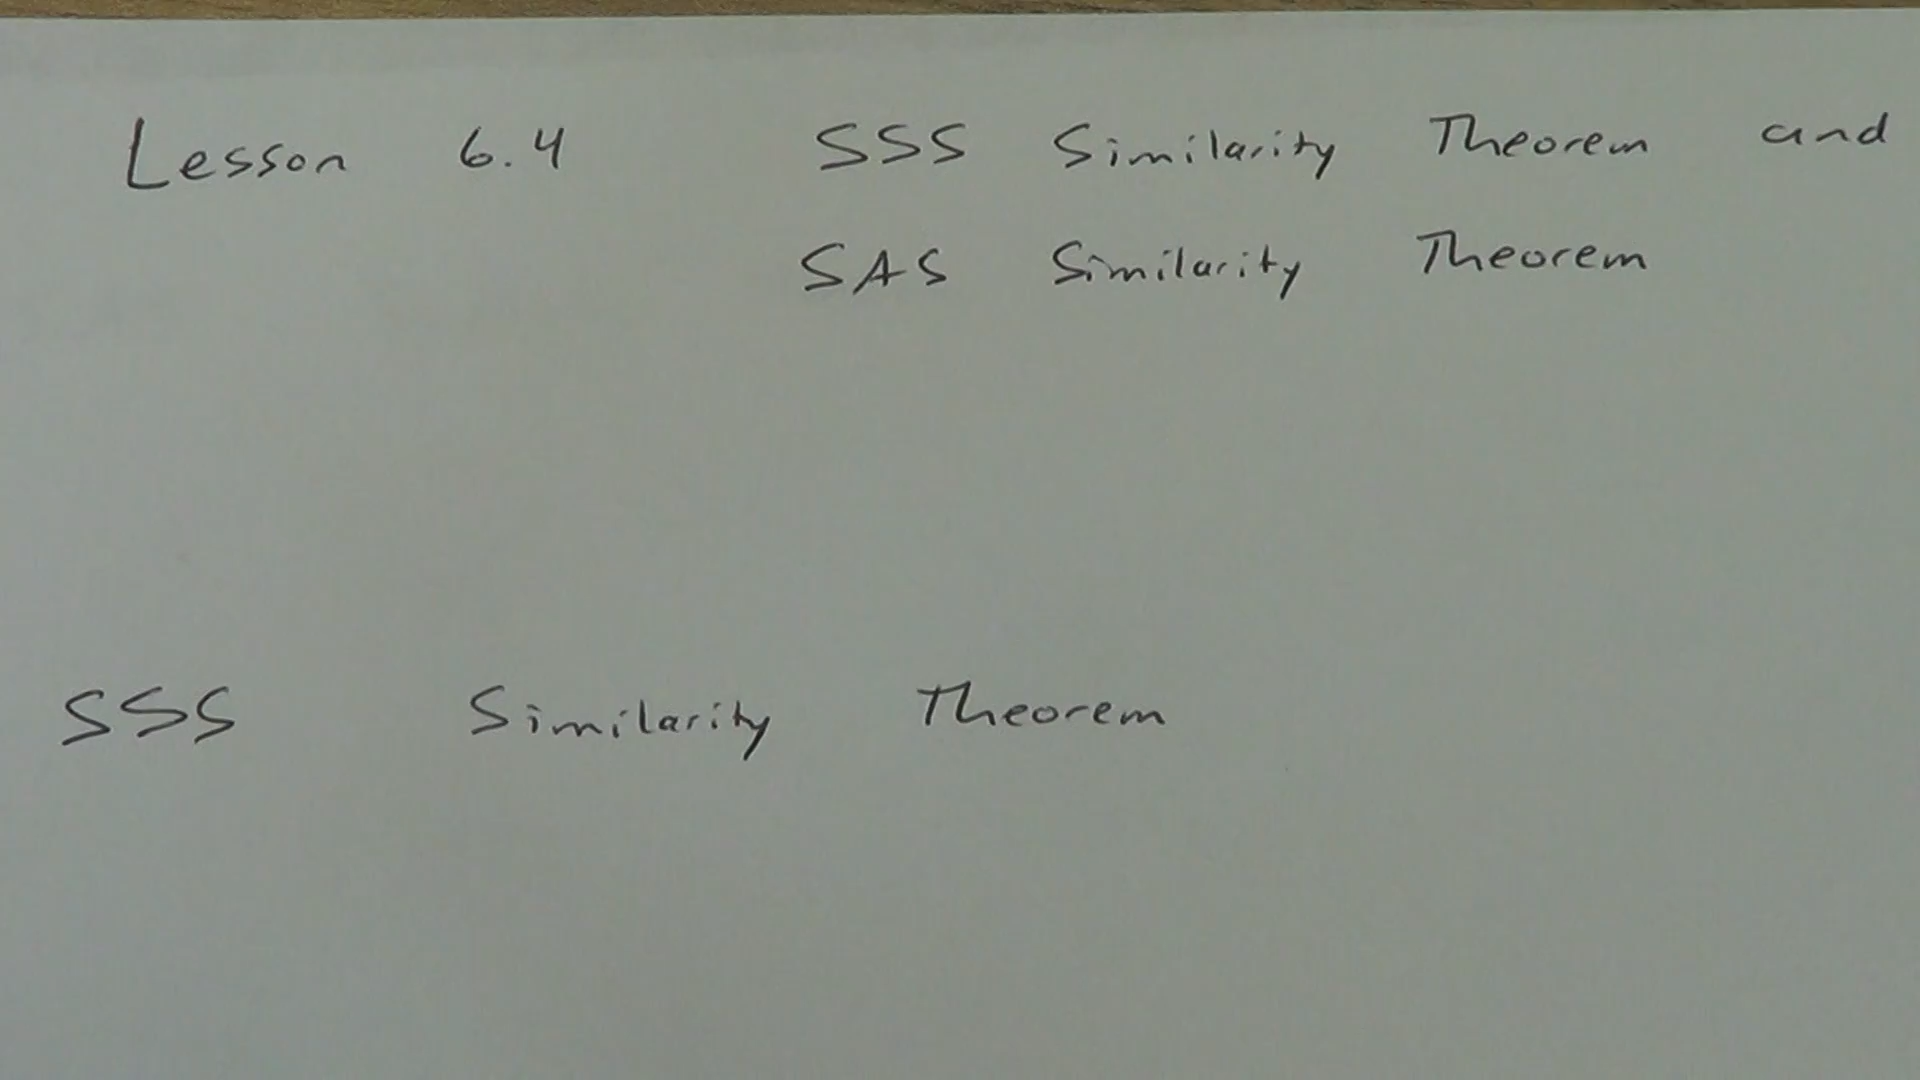 Lesson 6.4 SSS Similarity Theorem and
SAS Similarity Theorem
SSS Similarity Theorem